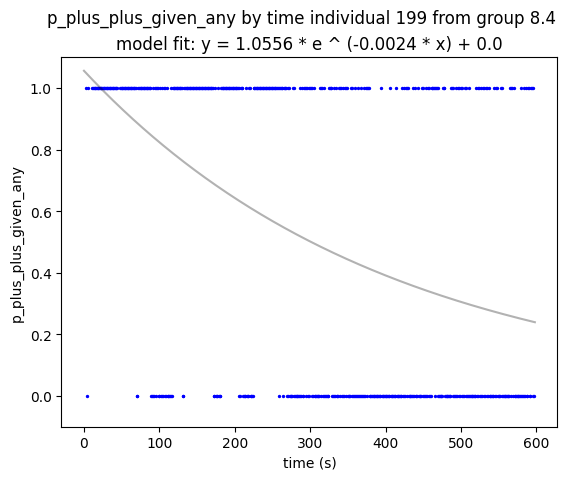 p_plus_plus_given_any by time individual 199 from group 8.4
model fit: y = 1.0556 * e ^ (-0.0024 * x) + 0.0
p_plus_plus_given_any
1.0
0.8
0.6
0.4
0.2
0.0
0 100 200 300 400 500 600
time (s)